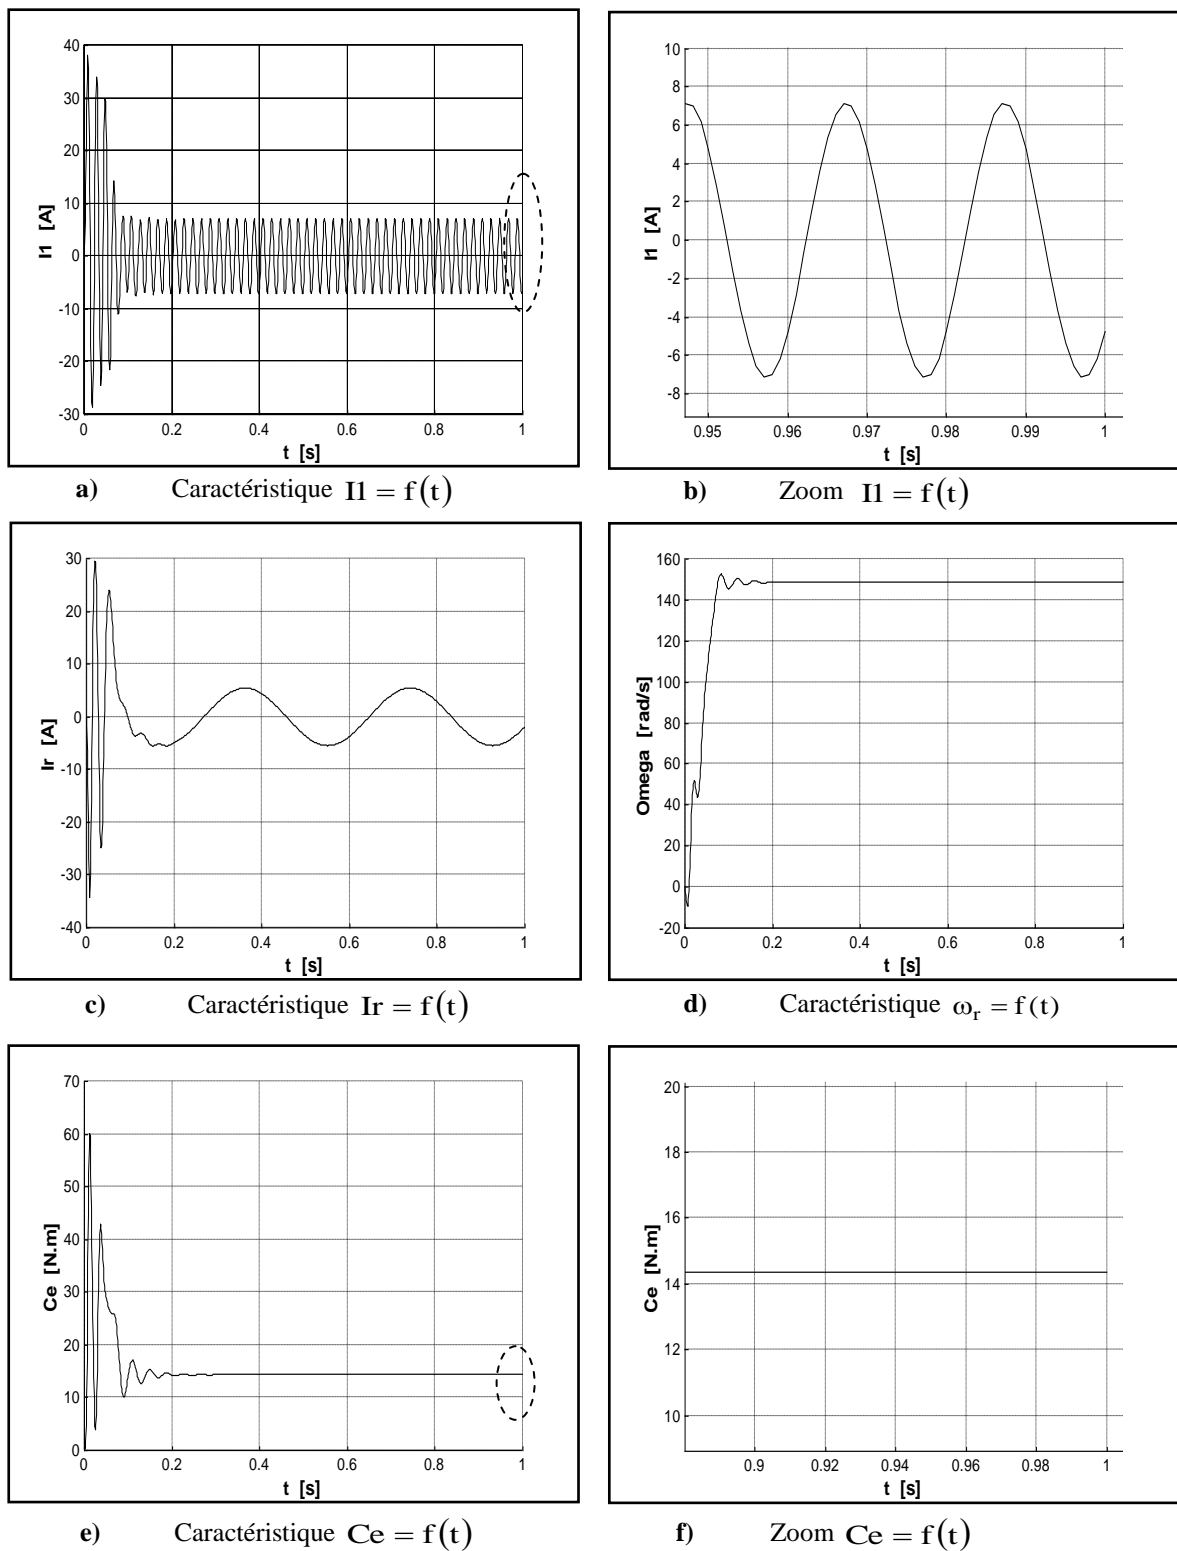 40
30
20
10
0
-10
-20
-30
I1 [A]
0 0.2 0.4 0.6 0.8 1
t [s]
a) Caractéristique I1 = f(t)
10
8
6
4
2
0
-2
-4
-6
-8
I1 [A]
0.95 0.96 0.97 0.98 0.99 1
t [s]
b) Zoom I1 = f(t)
30
20
10
0
-10
-20
-30
-40
Ir [A]
0 0.2 0.4 0.6 0.8 1
t [s]
c) Caractéristique Ir = f(t)
160
140
120
100
80
60
40
20
0
-20
Omega [rad/s]
0 0.2 0.4 0.6 0.8 1
t [s]
d) Caractéristique ωr = f(t)
70
60
50
40
30
20
10
0
Ce [N.m]
0 0.2 0.4 0.6 0.8 1
t [s]
e) Caractéristique Ce = f(t)
20
18
16
14
12
10
Ce [N.m]
0.9 0.92 0.94 0.96 0.98 1
t [s]
f) Zoom Ce = f(t)